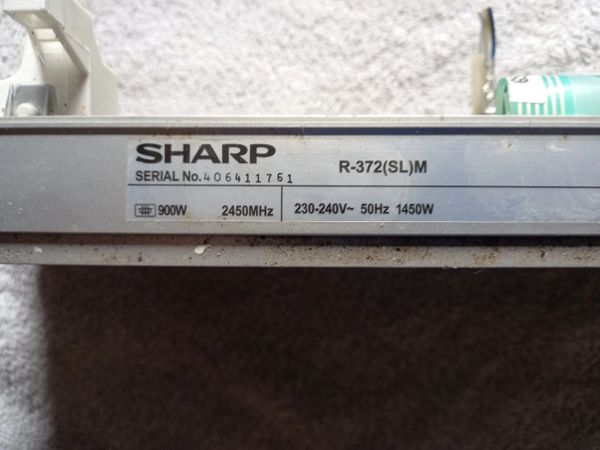 SHARP
R-372(SL)M
SERIAL No. 406411761
900W 2450MHz 230-240V~ 50Hz 1450W